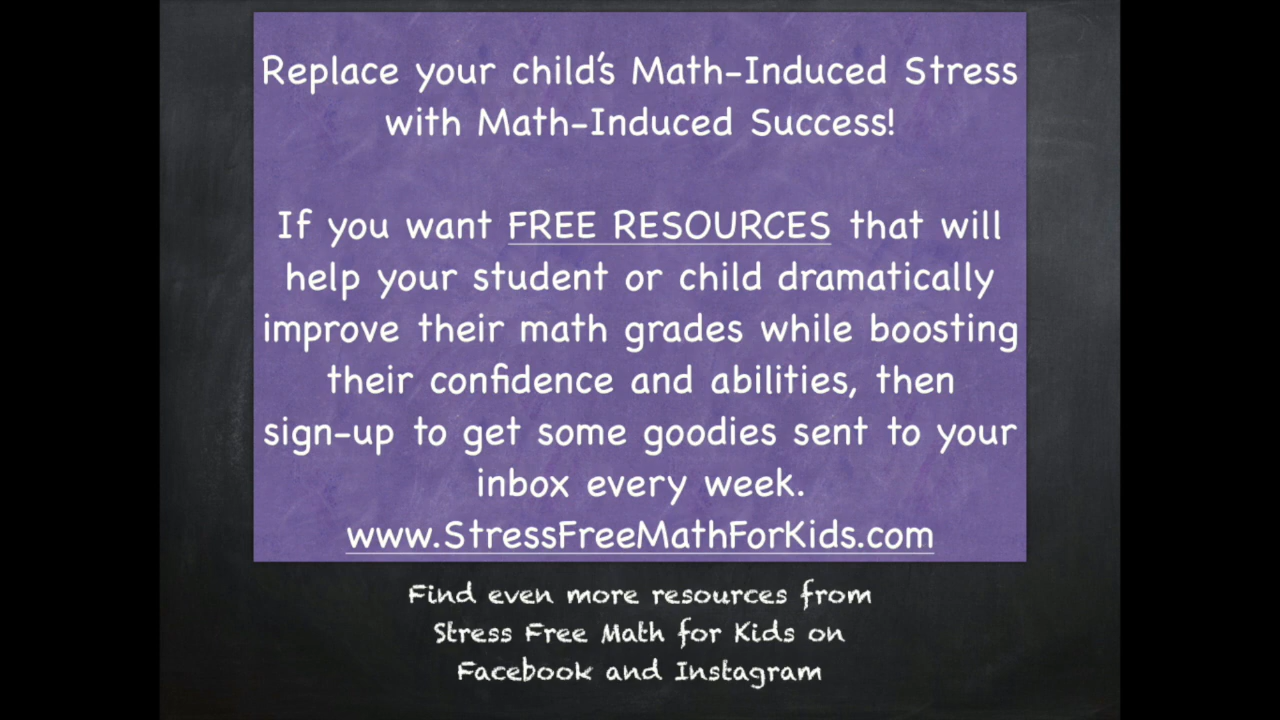 Replace your child's Math-Induced Stress
with Math-Induced Success!
If you want FREE RESOURCES that will
help your student or child dramatically
improve their math grades while boosting
their confidence and abilities, then
sign-up to get some goodies sent to your
inbox every week.
www.StressFreeMathForKids.com
Find even more resources from
Stress Free Math for Kids on
Facebook and Instagram